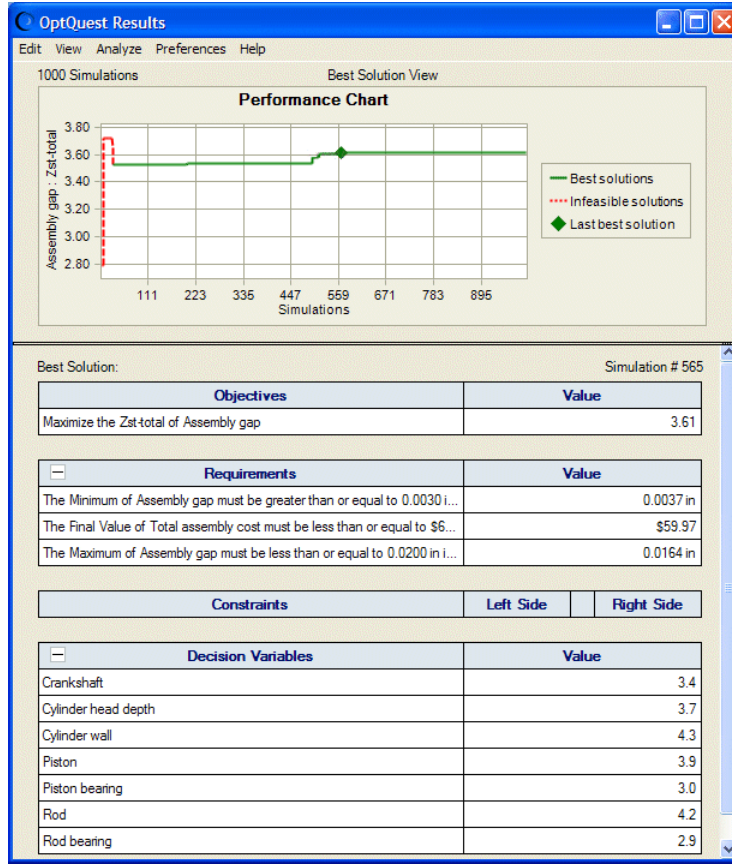 OptQuest Results
Edit View Analyze Preferences Help
1000 Simulations Best Solution View
Performance Chart
Assembly gap : Zst-total
3.80
3.60
3.40
3.20
3.00
2.80
111 223 335 447 559 671 783 895
Simulations
Best solutions
Infeasible solutions
Last best solution
Best Solution: Simulation # 565
Objectives Value
Maximize the Zst-total of Assembly gap 3.61
Requirements Value
The Minimum of Assembly gap must be greater than or equal to 0.0030 i... 0.0037 in
The Final Value of Total assembly cost must be less than or equal to $6... $59.97
The Maximum of Assembly gap must be less than or equal to 0.0200 in i... 0.0164 in
Constraints Left Side Right Side
Decision Variables Value
Crankshaft 3.4
Cylinder head depth 3.7
Cylinder wall 4.3
Piston 3.9
Piston bearing 3.0
Rod 4.2
Rod bearing 2.9